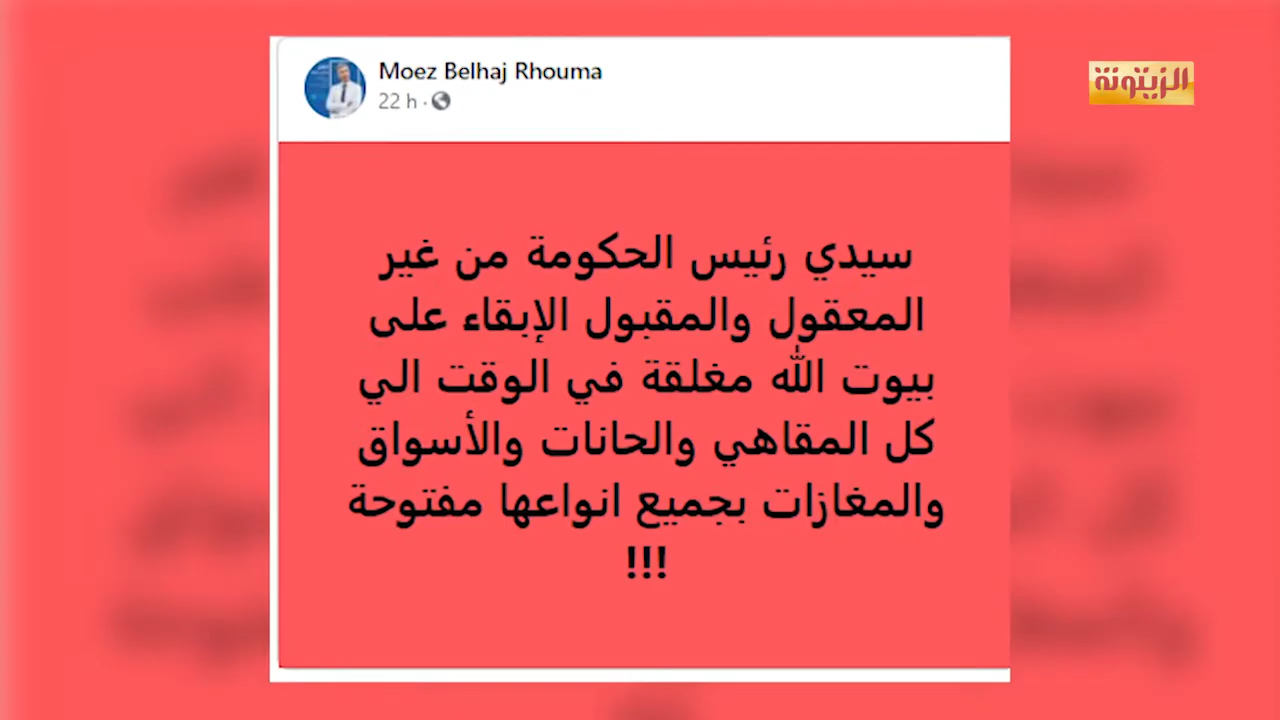 Moez Belhaj Rhouma
22 h ·
الزيتونة
سيدي رئيس الحكومة من غير
المعقول والمقبول الإبقاء على
بيوت الله مغلقة في الوقت الي
كل المقاهي والحانات والأسواق
والمغازات بجميع انواعها مفتوحة
!!!